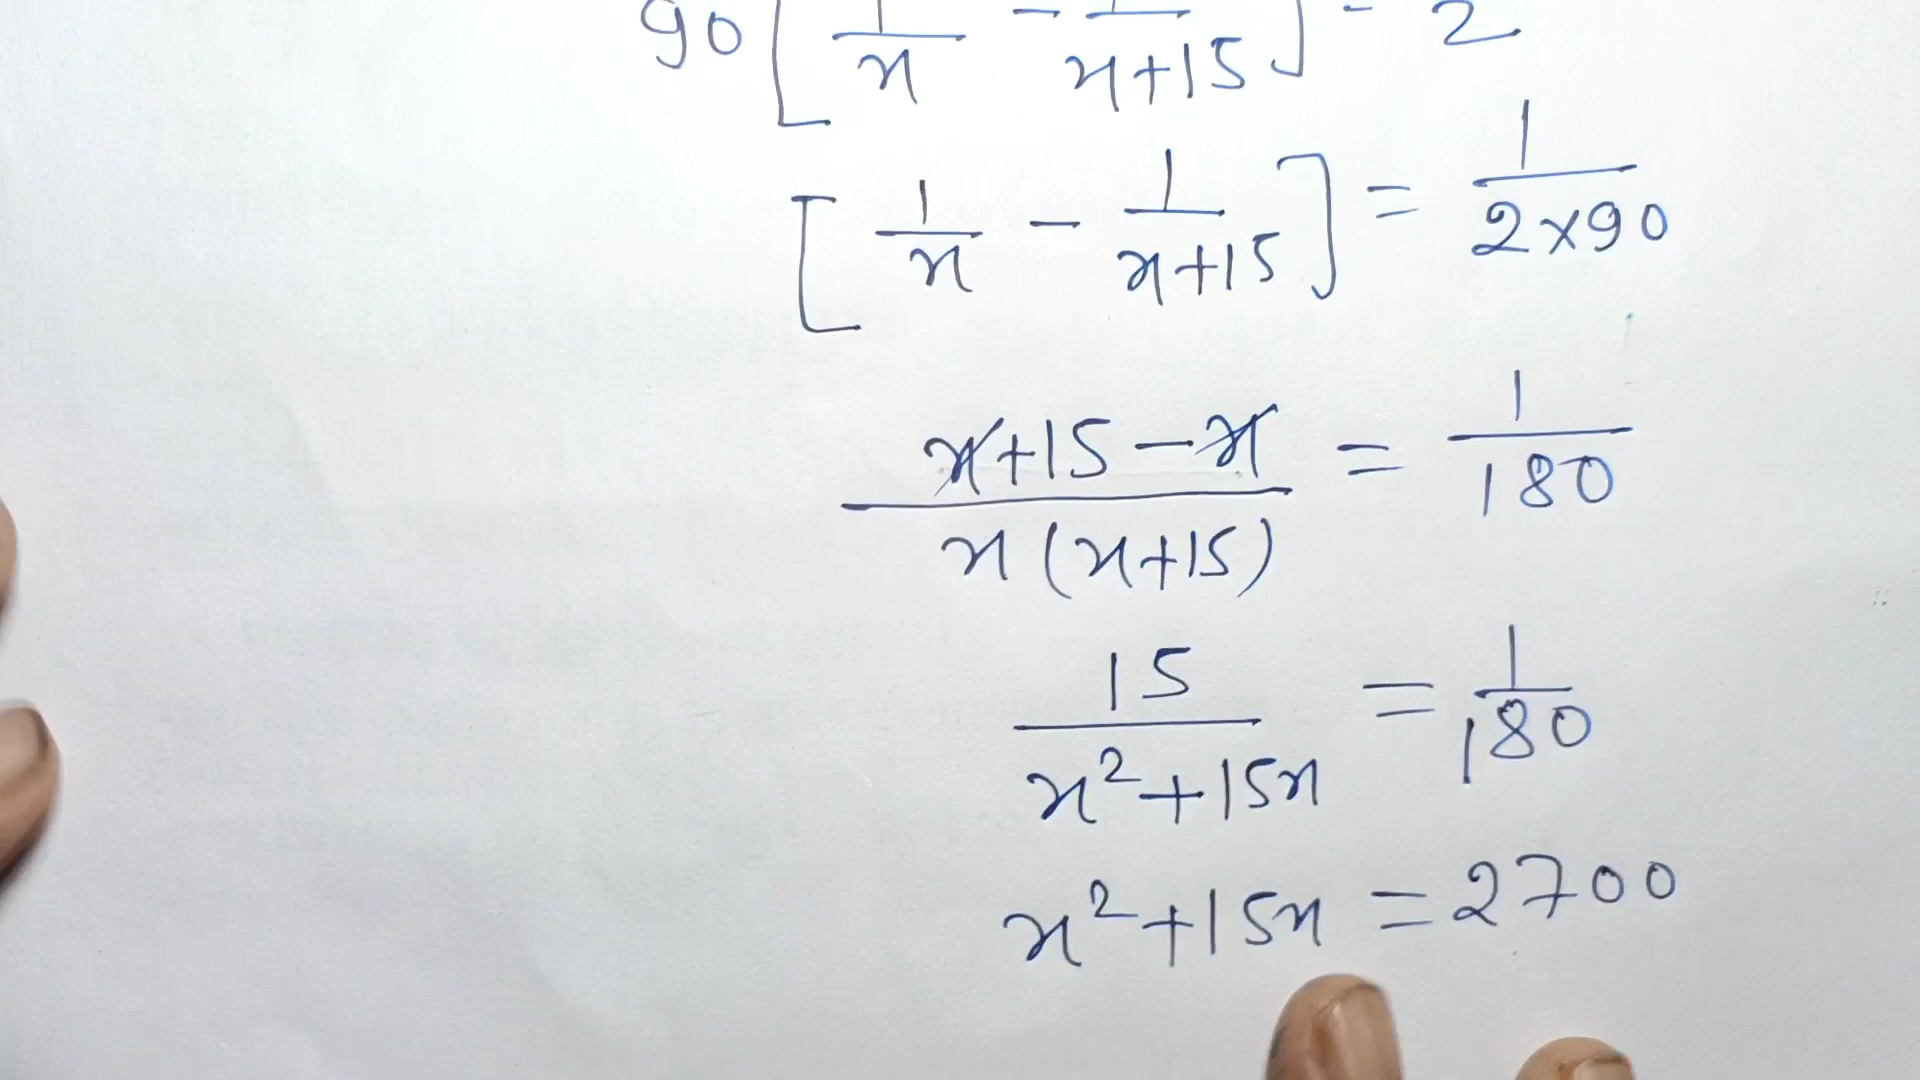 90 [ 1/x - 1/(x+15) ] = 1/2
[ 1/x - 1/(x+15) ] = 1/(2×90)
(x+15-x)/(x(x+15)) = 1/180
15/(x²+15x) = 1/180
x²+15x = 2700